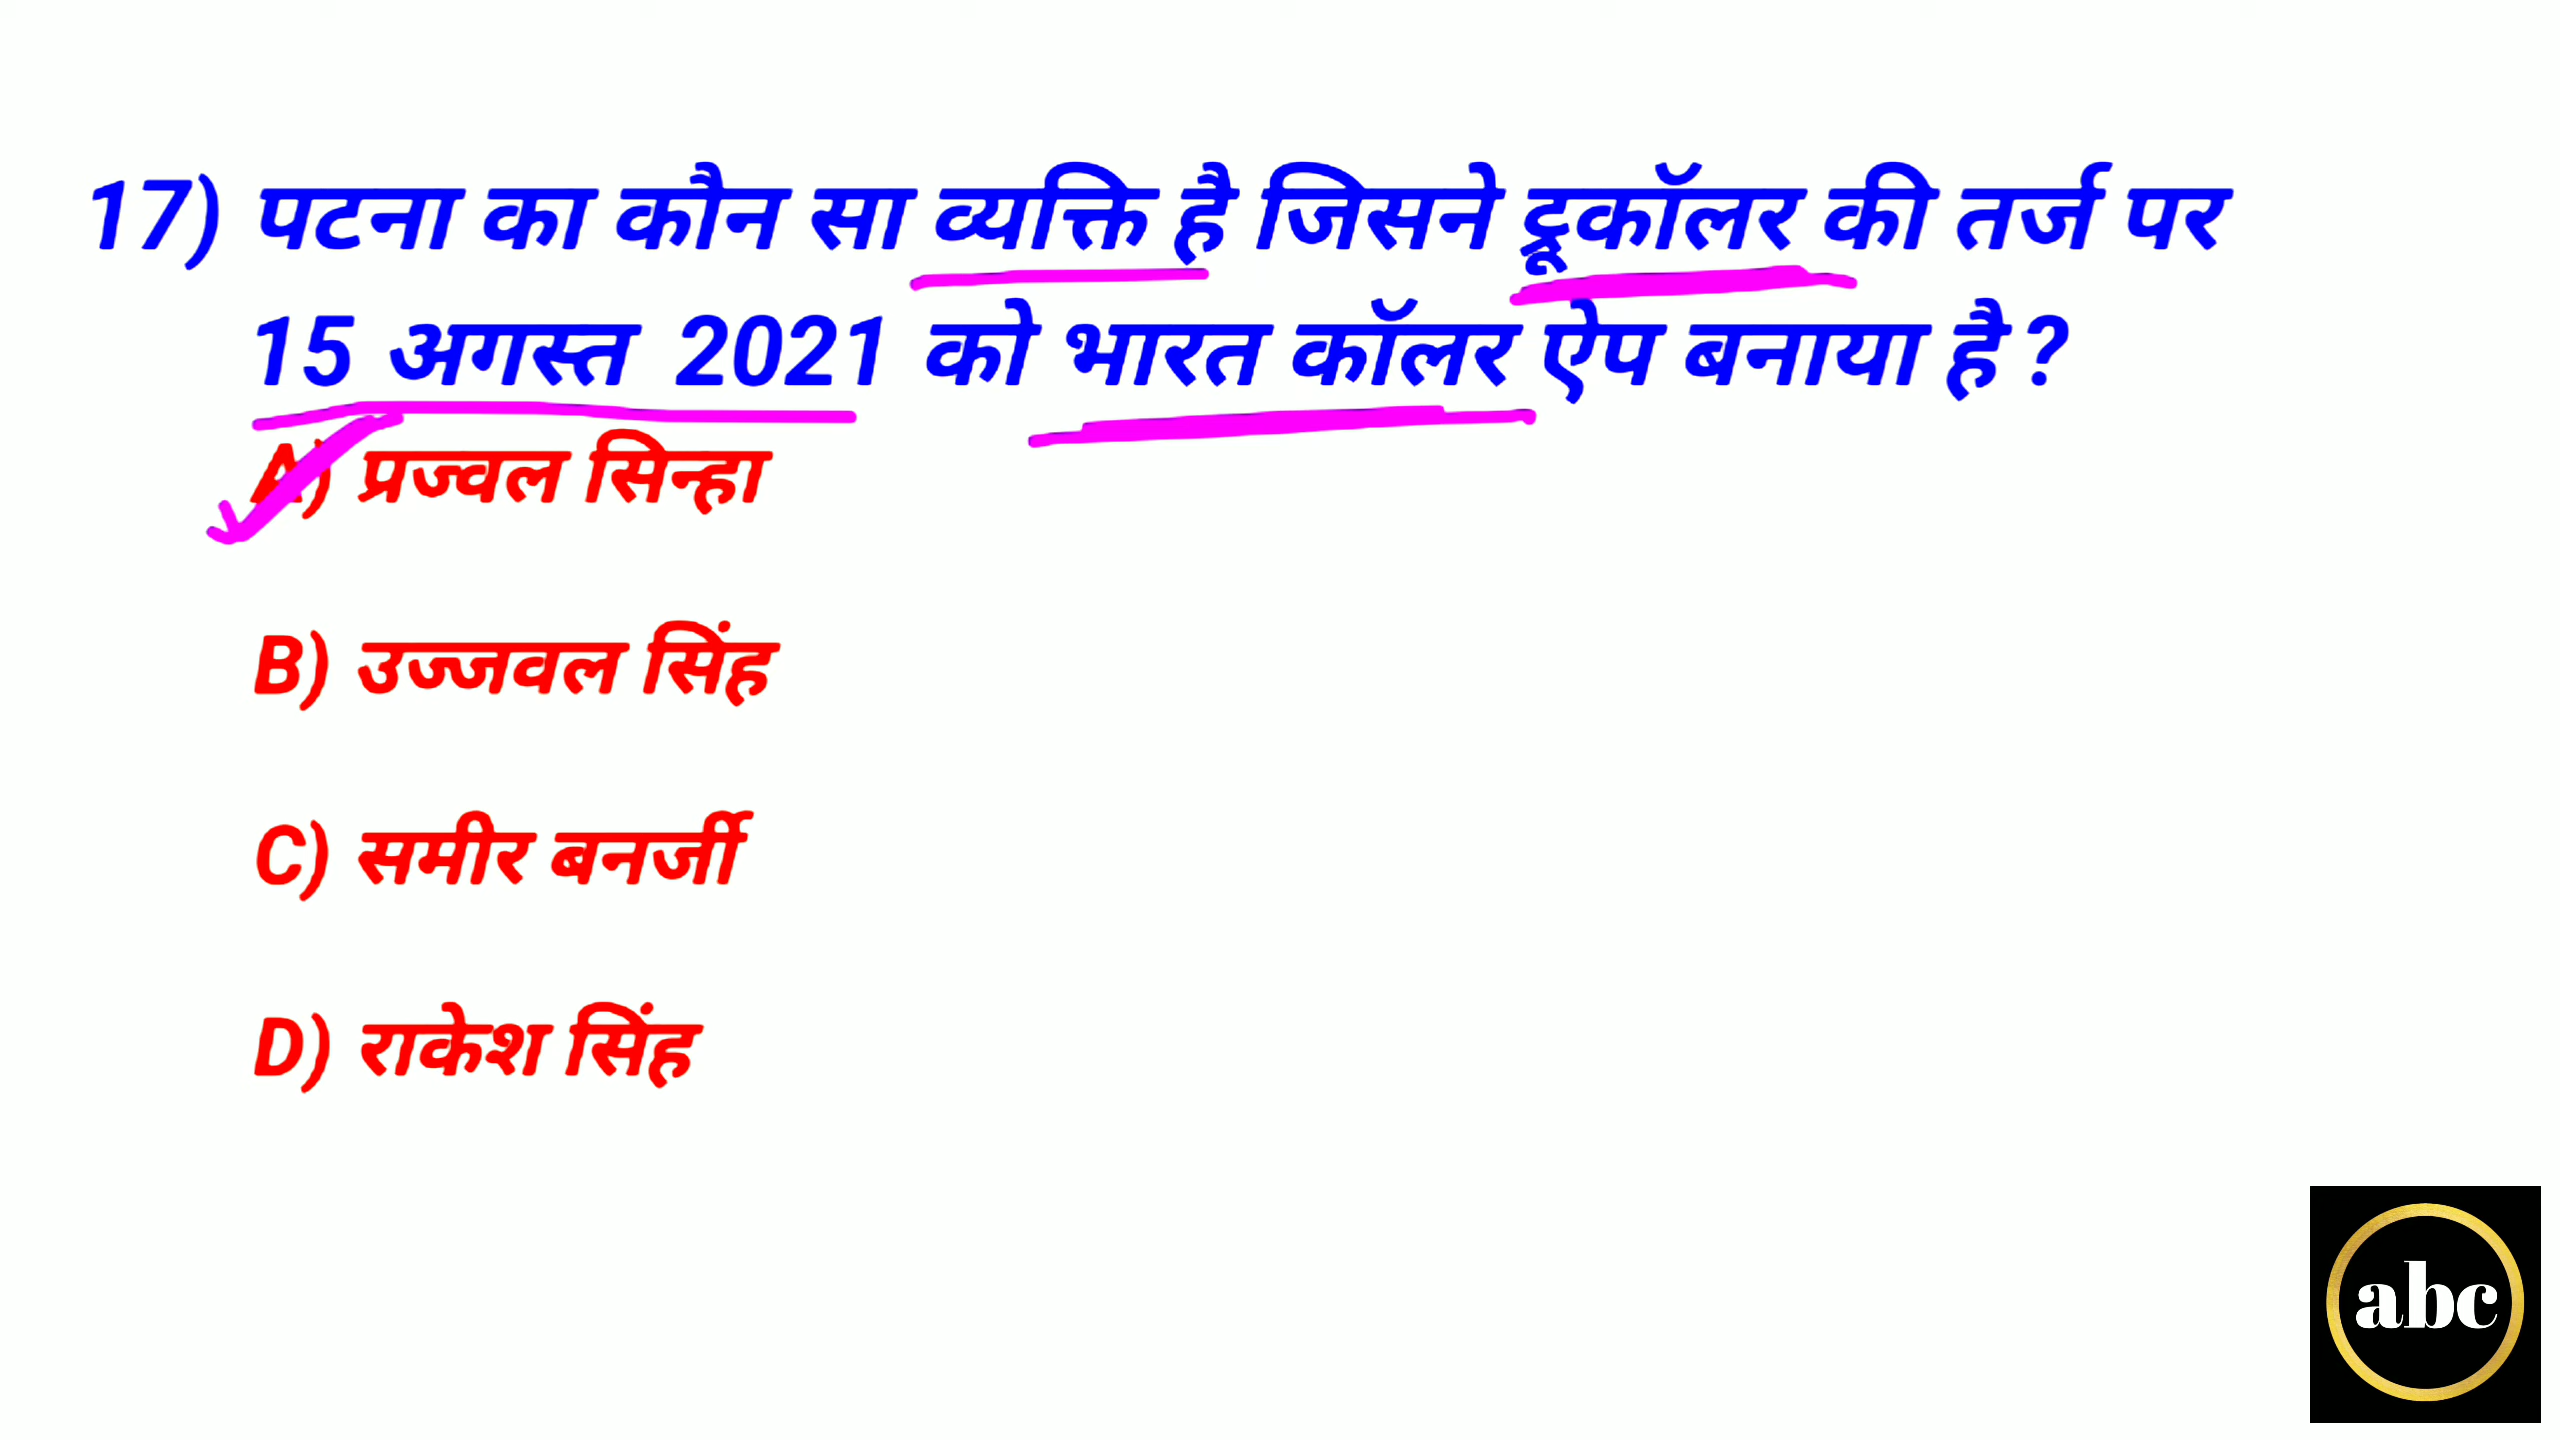 17) पटना का कौन सा व्यक्ति है जिसने ट्रूकॉलर की तर्ज पर
15 अगस्त 2021 को भारत कॉलर ऐप बनाया है?
A) प्रज्वल सिन्हा
B) उज्जवल सिंह
C) समीर बनर्जी
D) राकेश सिंह
abc